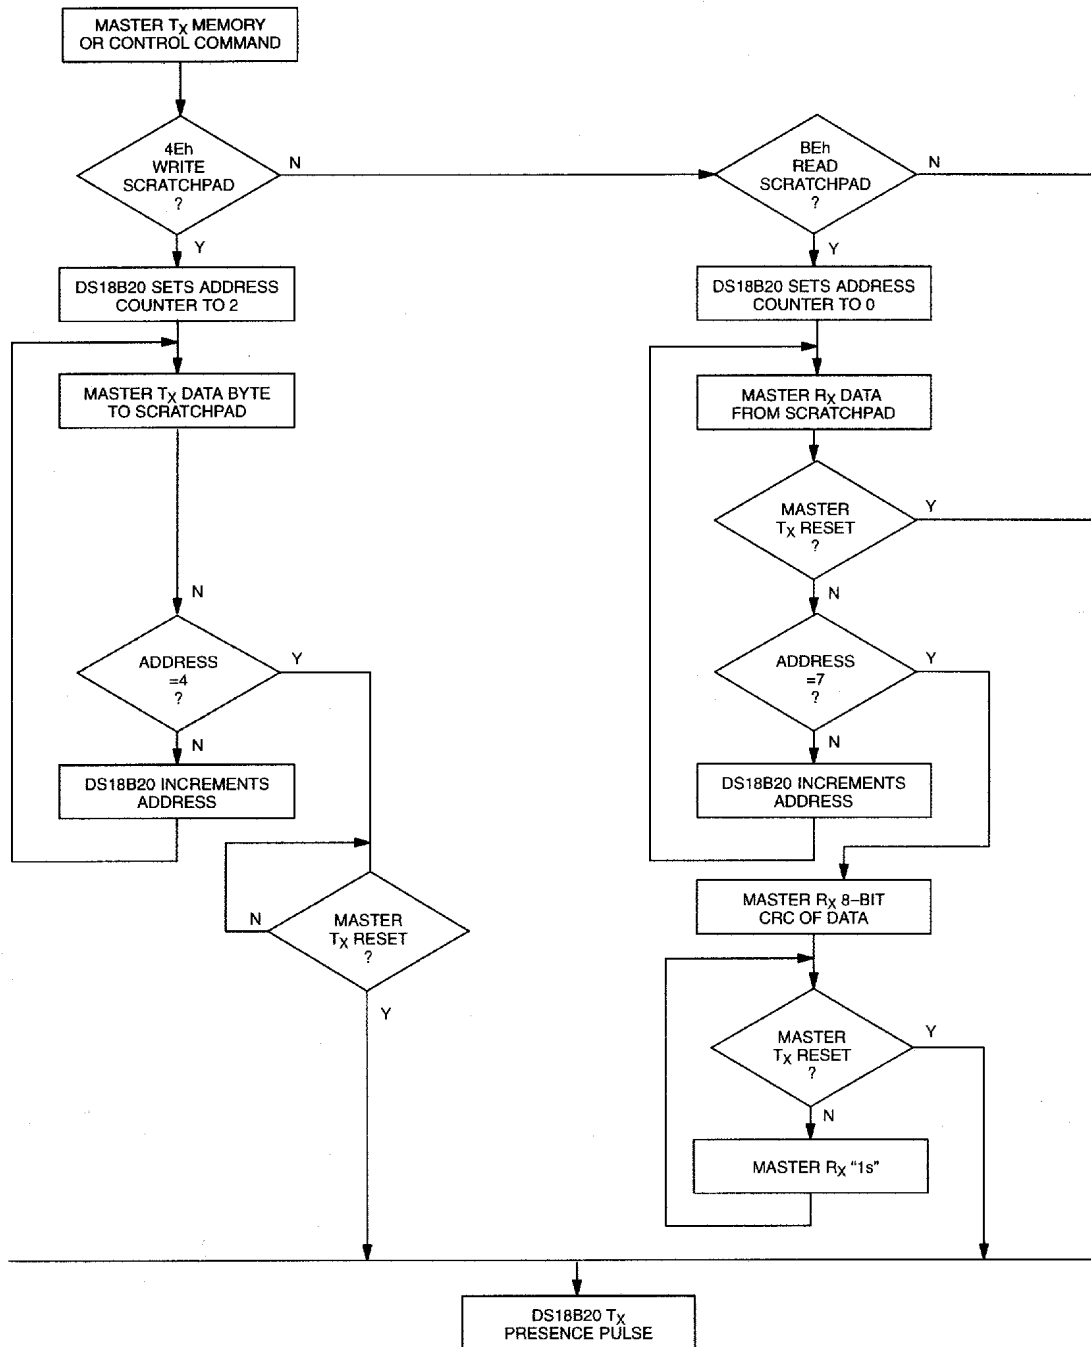 MASTER TX MEMORY
OR CONTROL COMMAND
4Eh
WRITE
SCRATCHPAD
?
N
Y
BEh
READ
SCRATCHPAD
?
N
Y
DS18B20 SETS ADDRESS
COUNTER TO 2
DS18B20 SETS ADDRESS
COUNTER TO 0
MASTER TX DATA BYTE
TO SCRATCHPAD
MASTER RX DATA
FROM SCRATCHPAD
MASTER
TX RESET
?
Y
N
N
ADDRESS
=4
?
Y
N
ADDRESS
=7
?
Y
N
DS18B20 INCREMENTS
ADDRESS
DS18B20 INCREMENTS
ADDRESS
MASTER
TX RESET
?
N
Y
MASTER RX 8–BIT
CRC OF DATA
MASTER
TX RESET
?
Y
N
MASTER RX “1s”
DS18B20 TX
PRESENCE PULSE